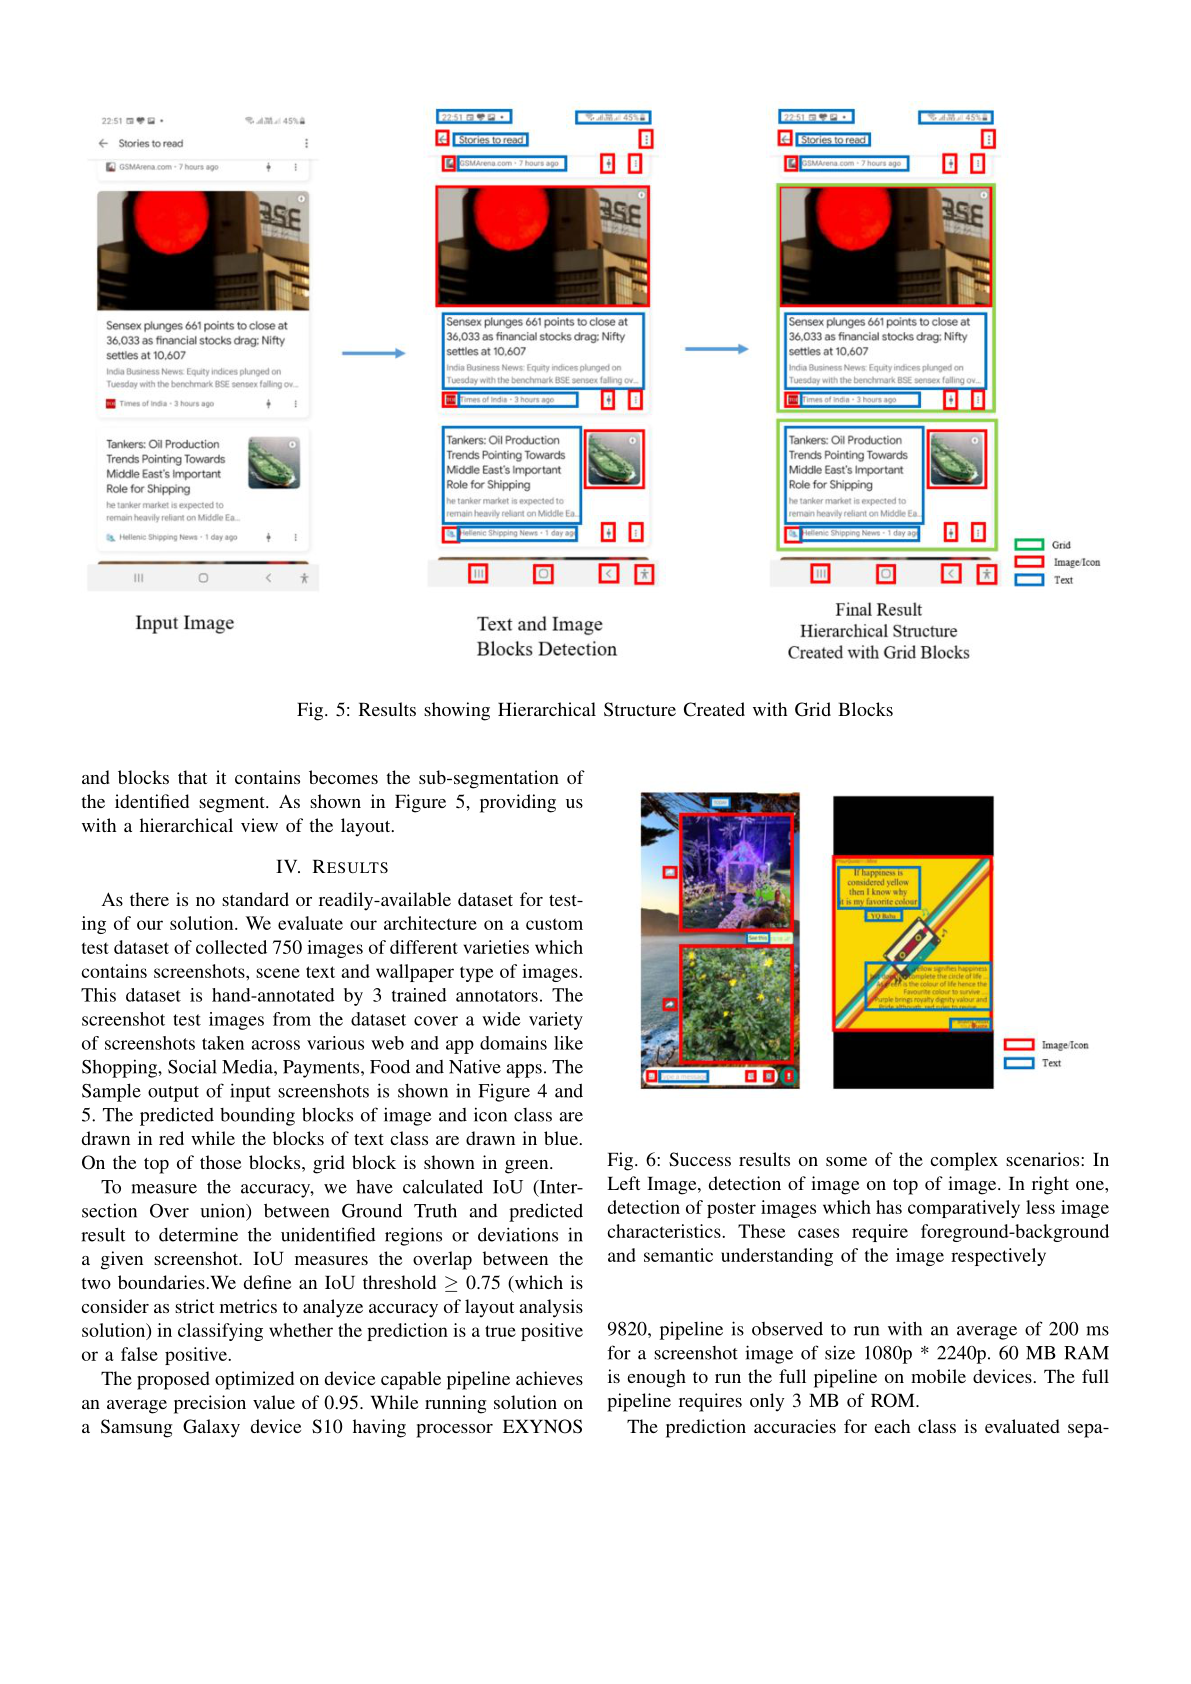 22:51
45%
Stories to read
GSMArena.com - 7 hours ago
Sensex plunges 661 points to close at
36,033 as financial stocks drag; Nifty
settles at 10,607
India Business News: Equity indices plunged on
Tuesday with the benchmark BSE sensex falling ov...
Times of India - 3 hours ago
Tankers: Oil Production
Trends Pointing Towards
Middle East's Important
Role for Shipping
he tanker market is expected to
remain heavily reliant on Middle Ea...
Hellenic Shipping News - 1 day ago
Input Image
22:51
45%
Stories to read
GSMArena.com - 7 hours ago
Sensex plunges 661 points to close at
36,033 as financial stocks drag; Nifty
settles at 10,607
India Business News: Equity indices plunged on
Tuesday with the benchmark BSE sensex falling ov...
Times of India - 3 hours ago
Tankers: Oil Production
Trends Pointing Towards
Middle East's Important
Role for Shipping
he tanker market is expected to
remain heavily reliant on Middle Ea...
Hellenic Shipping News - 1 day ago
Text and Image
Blocks Detection
22:51
45%
Stories to read
GSMArena.com - 7 hours ago
Sensex plunges 661 points to close at
36,033 as financial stocks drag; Nifty
settles at 10,607
India Business News: Equity indices plunged on
Tuesday with the benchmark BSE sensex falling ov...
Times of India - 3 hours ago
Tankers: Oil Production
Trends Pointing Towards
Middle East's Important
Role for Shipping
he tanker market is expected to
remain heavily reliant on Middle Ea...
Hellenic Shipping News - 1 day ago
Final Result
Hierarchical Structure
Created with Grid Blocks
Grid
Image/Icon
Text
Fig. 5: Results showing Hierarchical Structure Created with Grid Blocks
and blocks that it contains becomes the sub-segmentation of
the identified segment. As shown in Figure 5, providing us
with a hierarchical view of the layout.
IV. RESULTS
As there is no standard or readily-available dataset for test-
ing of our solution. We evaluate our architecture on a custom
test dataset of collected 750 images of different varieties which
contains screenshots, scene text and wallpaper type of images.
This dataset is hand-annotated by 3 trained annotators. The
screenshot test images from the dataset cover a wide variety
of screenshots taken across various web and app domains like
Shopping, Social Media, Payments, Food and Native apps. The
Sample output of input screenshots is shown in Figure 4 and
5. The predicted bounding blocks of image and icon class are
drawn in red while the blocks of text class are drawn in blue.
On the top of those blocks, grid block is shown in green.
To measure the accuracy, we have calculated IoU (Inter-
section Over union) between Ground Truth and predicted
result to determine the unidentified regions or deviations in
a given screenshot. IoU measures the overlap between the
two boundaries.We define an IoU threshold ≥ 0.75 (which is
consider as strict metrics to analyze accuracy of layout analysis
solution) in classifying whether the prediction is a true positive
or a false positive.
The proposed optimized on device capable pipeline achieves
an average precision value of 0.95. While running solution on
a Samsung Galaxy device S10 having processor EXYNOS
See this
If happiness is
considered yellow
then I know why
it is my favorite colour
YQ Baba
signifies happiness
complete the circle of life ...
is the colour of life hence the
Favourite colour to survive ...
Purple brings royalty dignity valour and
Image/Icon
Text
Fig. 6: Success results on some of the complex scenarios: In
Left Image, detection of image on top of image. In right one,
detection of poster images which has comparatively less image
characteristics. These cases require foreground-background
and semantic understanding of the image respectively
9820, pipeline is observed to run with an average of 200 ms
for a screenshot image of size 1080p * 2240p. 60 MB RAM
is enough to run the full pipeline on mobile devices. The full
pipeline requires only 3 MB of ROM.
The prediction accuracies for each class is evaluated sepa-